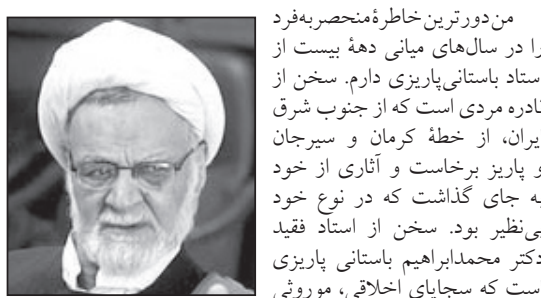 من‌دورترین‌خاطرهٔ‌منحصربه‌فرد
را در سال‌های میانی دههٔ بیست از
استاد باستانی‌پاریزی دارم. سخن از
نادره مردی است که از جنوب شرق
ایران، از خطهٔ کرمان و سیرجان
و پاریز برخاست و آثاری از خود
به جای گذاشت که در نوع خود
بی‌نظیر بود. سخن از استاد فقید
دکتر محمدابراهیم باستانی پاریزی
است که سجایای اخلاقی، موروثی